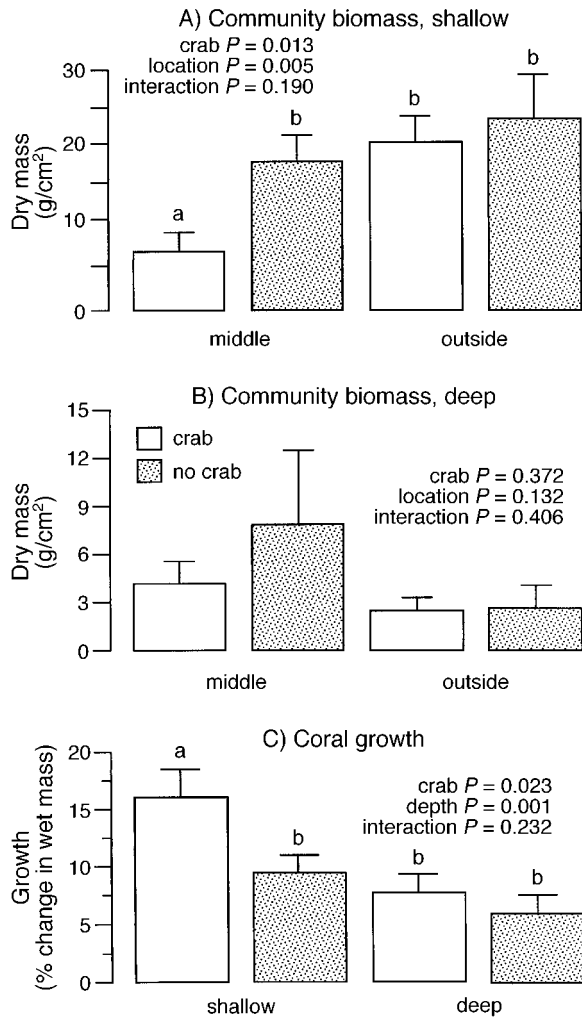 A) Community biomass, shallow
crab P = 0.013
location P = 0.005
interaction P = 0.190
30
20
10
0
Dry mass
(g/cm²)
a
b
b
b
middle
outside
B) Community biomass, deep
15
12
9
6
3
0
Dry mass
(g/cm²)
crab
no crab
crab P = 0.372
location P = 0.132
interaction P = 0.406
middle
outside
C) Coral growth
20
15
10
5
0
Growth
(% change in wet mass)
crab P = 0.023
depth P = 0.001
interaction P = 0.232
a
b
b
b
shallow
deep